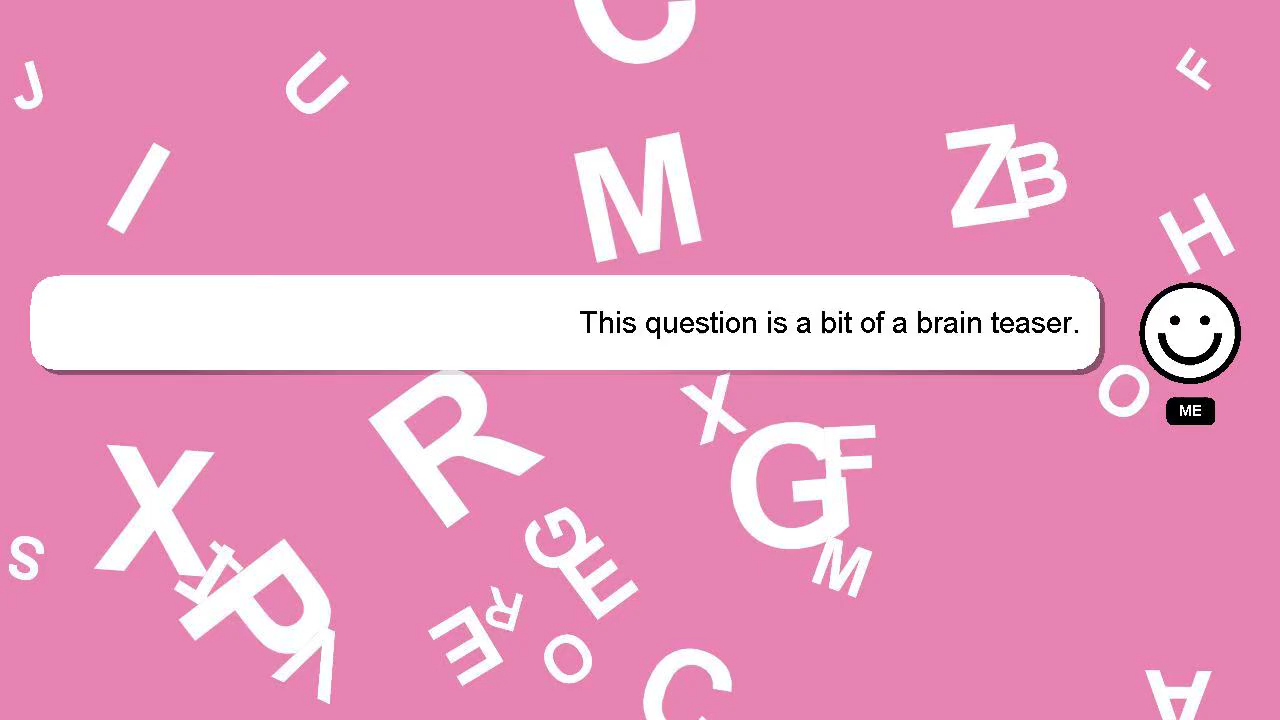 C
J
U
F
I
M
Z
B
H
This question is a bit of a brain teaser.
O
ME
R
X
X
G
F
F
S
G
E
M
P
V
E
R
O
C
A